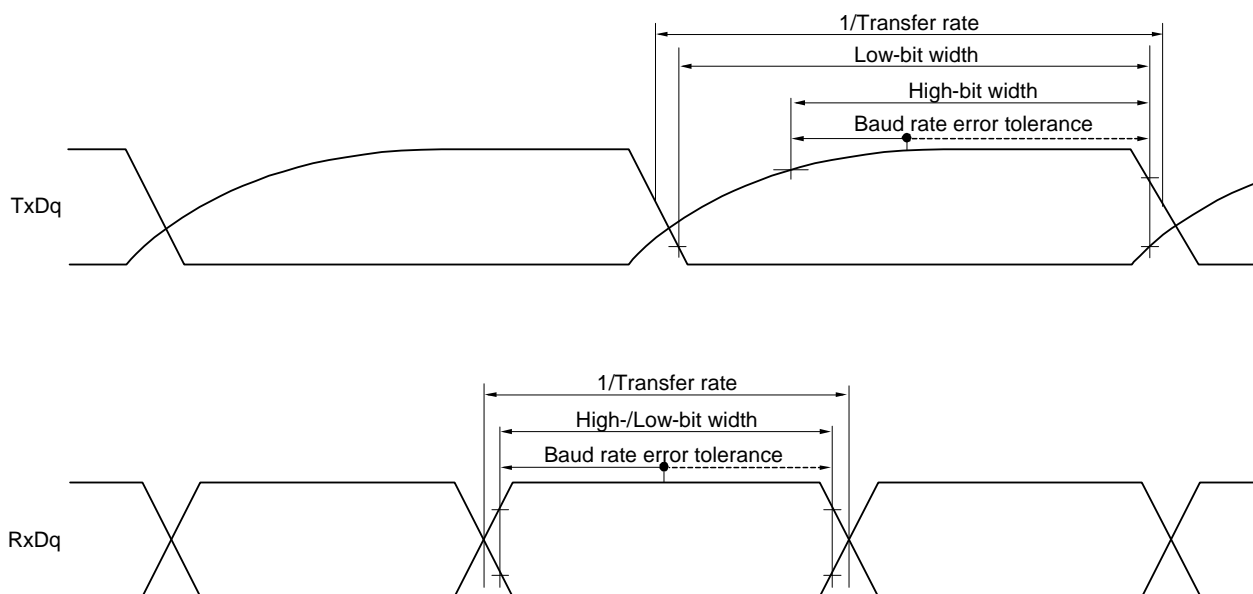 1/Transfer rate
Low-bit width
High-bit width
Baud rate error tolerance
TxDq
1/Transfer rate
High-/Low-bit width
Baud rate error tolerance
RxDq